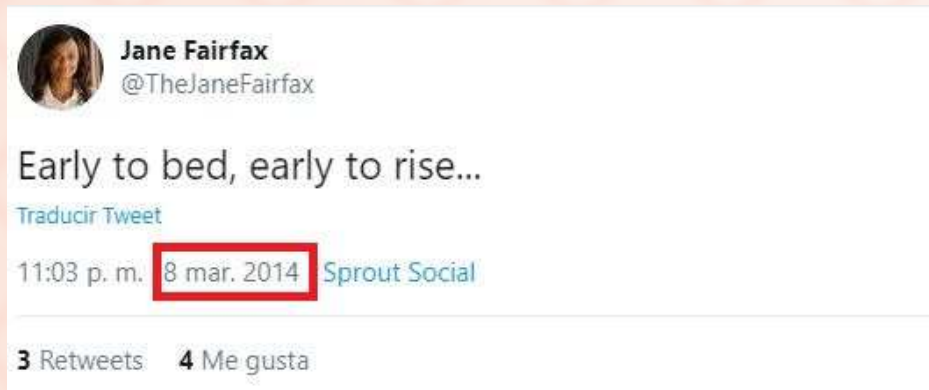 Jane Fairfax
@TheJaneFairfax
Early to bed, early to rise...
Traducir Tweet
11:03 p. m. 8 mar. 2014 Sprout Social
3 Retweets 4 Me gusta